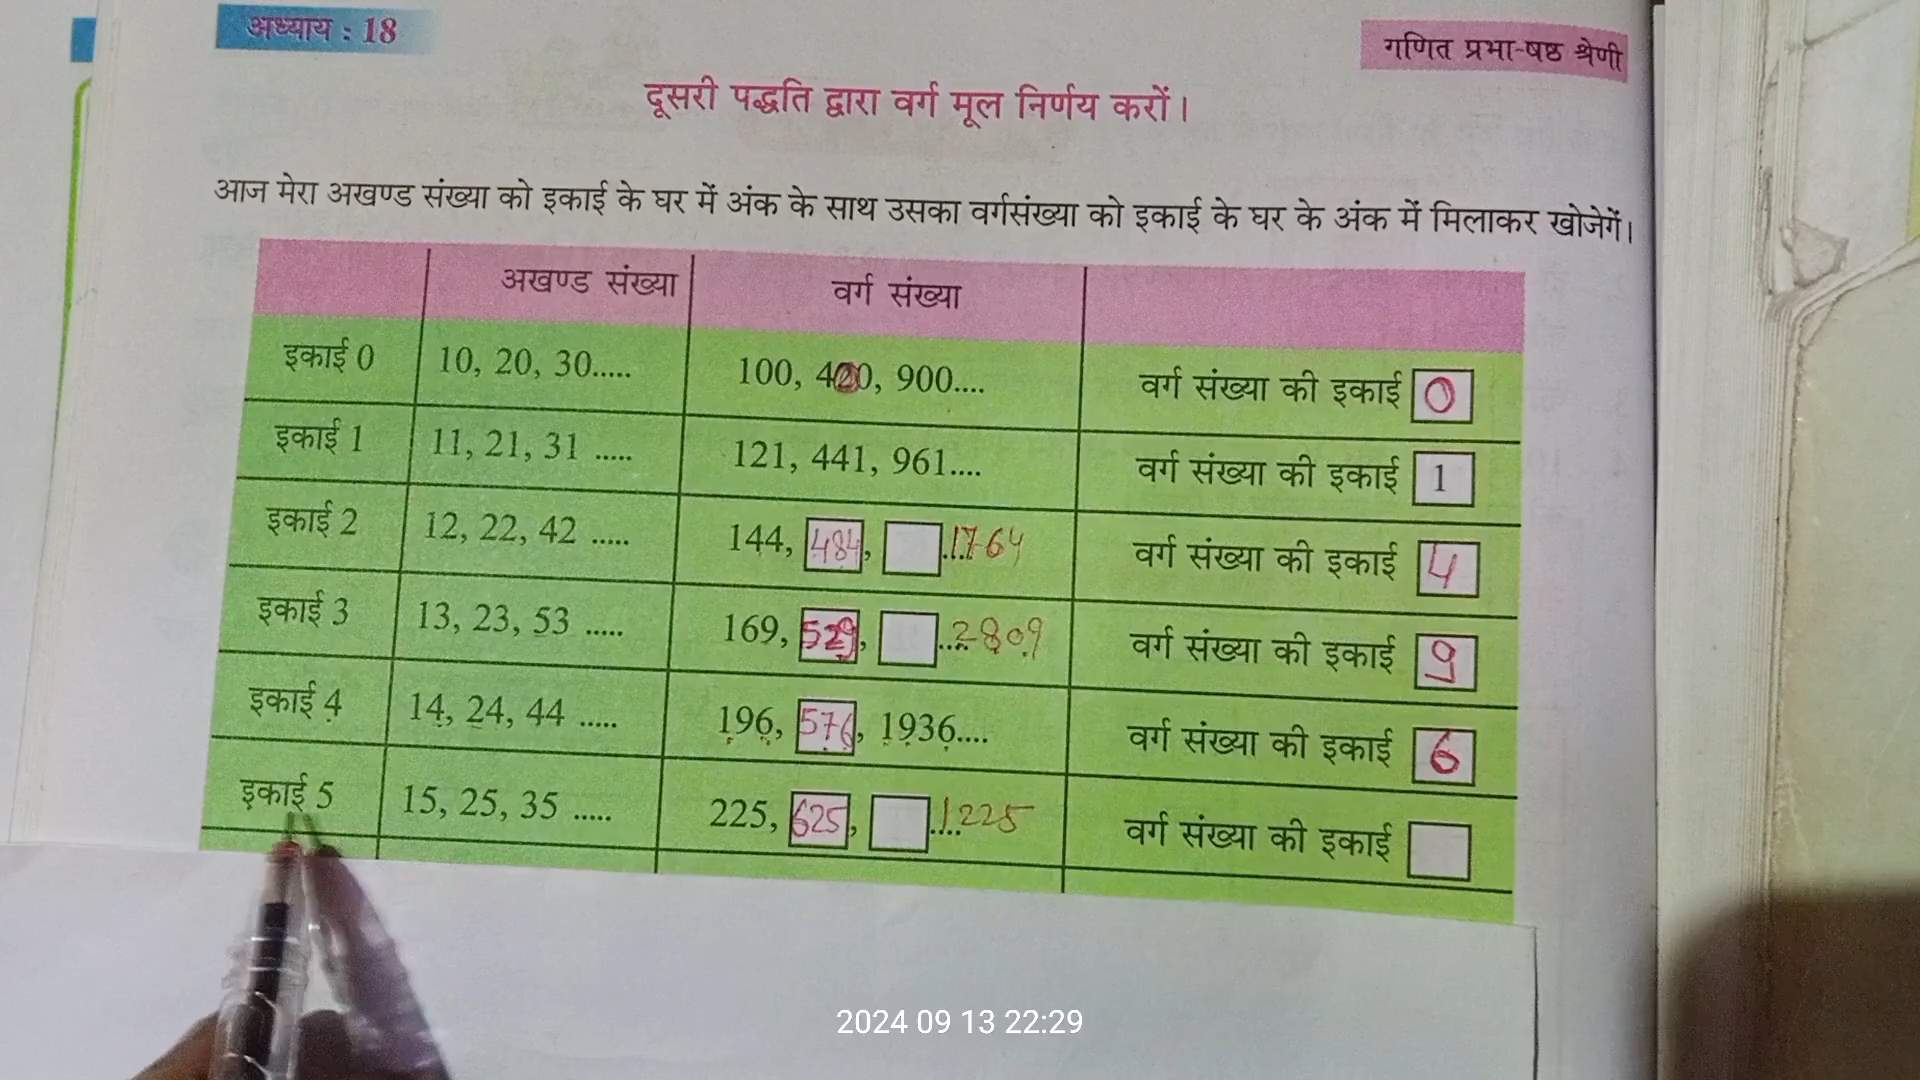 अध्याय : 18
गणित प्रभा-षष्ठ श्रेणी
दूसरी पद्धति द्वारा वर्ग मूल निर्णय करों।
आज मेरा अखण्ड संख्या को इकाई के घर में अंक के साथ उसका वर्गसंख्या को इकाई के घर के अंक में मिलाकर खोजेगें।
अखण्ड संख्या वर्ग संख्या
इकाई 0 10, 20, 30..... 100, 400, 900.... वर्ग संख्या की इकाई 0
इकाई 1 11, 21, 31 ..... 121, 441, 961.... वर्ग संख्या की इकाई 1
इकाई 2 12, 22, 42 ..... 144, 484, .... 1764 वर्ग संख्या की इकाई 4
इकाई 3 13, 23, 53 ..... 169, 529, .... 2809 वर्ग संख्या की इकाई 9
इकाई 4 14, 24, 44 ..... 196, 576, 1936.... वर्ग संख्या की इकाई 6
इकाई 5 15, 25, 35 ..... 225, 625, .... 1225 वर्ग संख्या की इकाई
2024 09 13 22:29